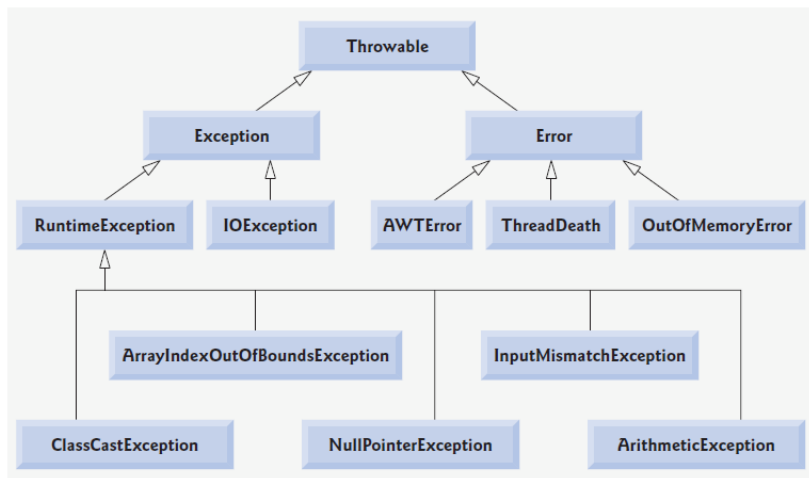 Throwable
Exception
Error
RuntimeException
IOException
AWTError
ThreadDeath
OutOfMemoryError
ArrayIndexOutOfBoundsException
InputMismatchException
ClassCastException
NullPointerException
ArithmeticException